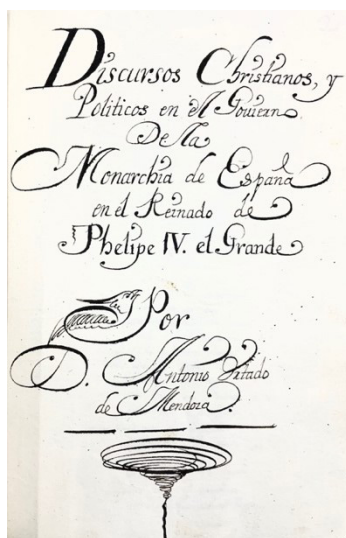 Discursos Christianos, y
Politicos en el Gouierno
De la
Monarchia de España
en el Reinado de
Phelipe IV. el Grande
Por
D. Antonio Vrtado
de Mendoza.